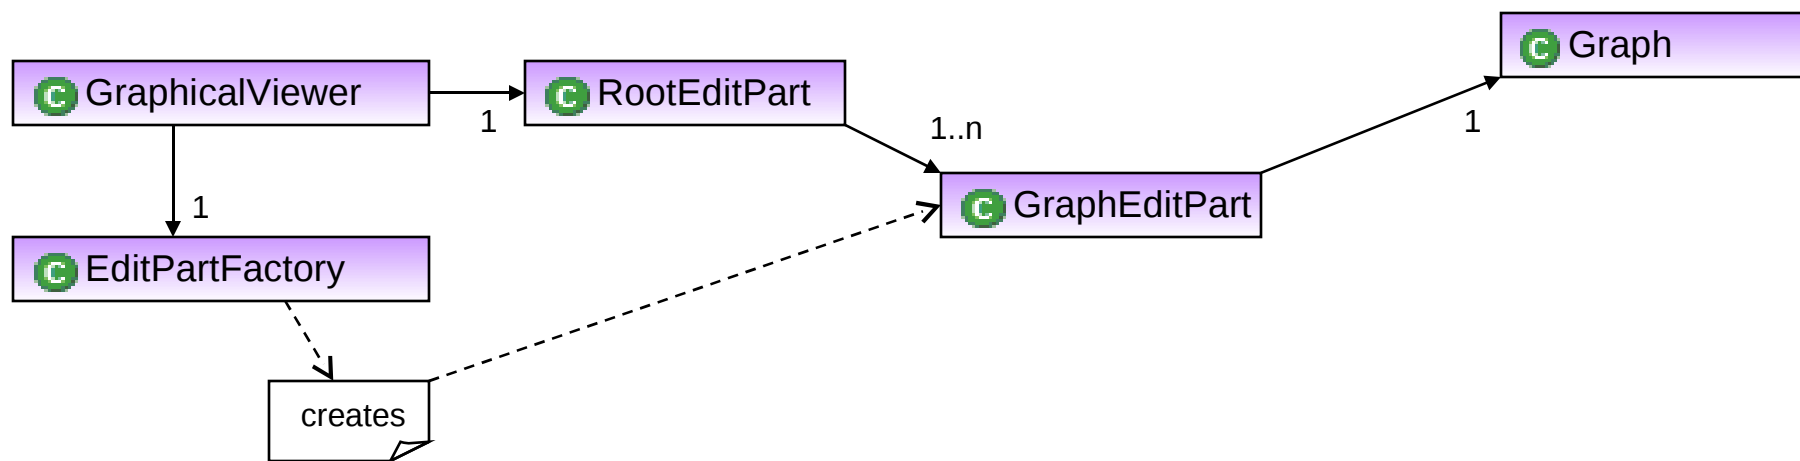 Graph
GraphicalViewer
RootEditPart
1
1
1..n
GraphEditPart
1
EditPartFactory
creates